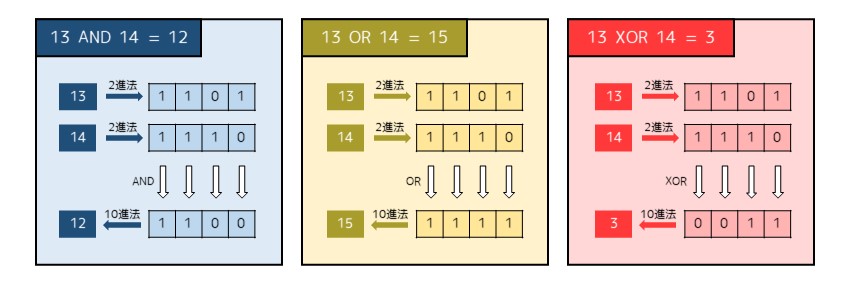 13 AND 14 = 12
13 2進法 1 1 0 1
14 2進法 1 1 1 0
AND
12 10進法 1 1 0 0
13 OR 14 = 15
13 2進法 1 1 0 1
14 2進法 1 1 1 0
OR
15 10進法 1 1 1 1
13 XOR 14 = 3
13 2進法 1 1 0 1
14 2進法 1 1 1 0
XOR
3 10進法 0 0 1 1